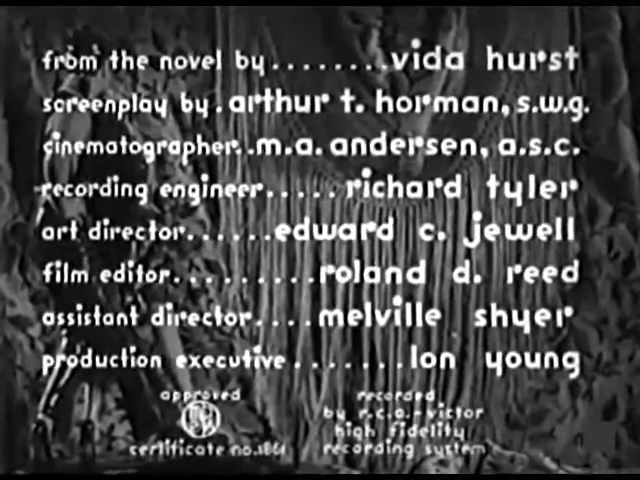 from the novel by........vida hurst
screenplay by.arthur t. horman, s.w.g.
cinematographer..m.a. andersen, a.s.c.
recording engineer.....richard tyler
art director......edward c. jewell
film editor.........roland d. reed
assistant director....melville shyer
production executive.......lon young
approved
certificate no.
recorded
by r.c.a.-victor
high fidelity
recording system